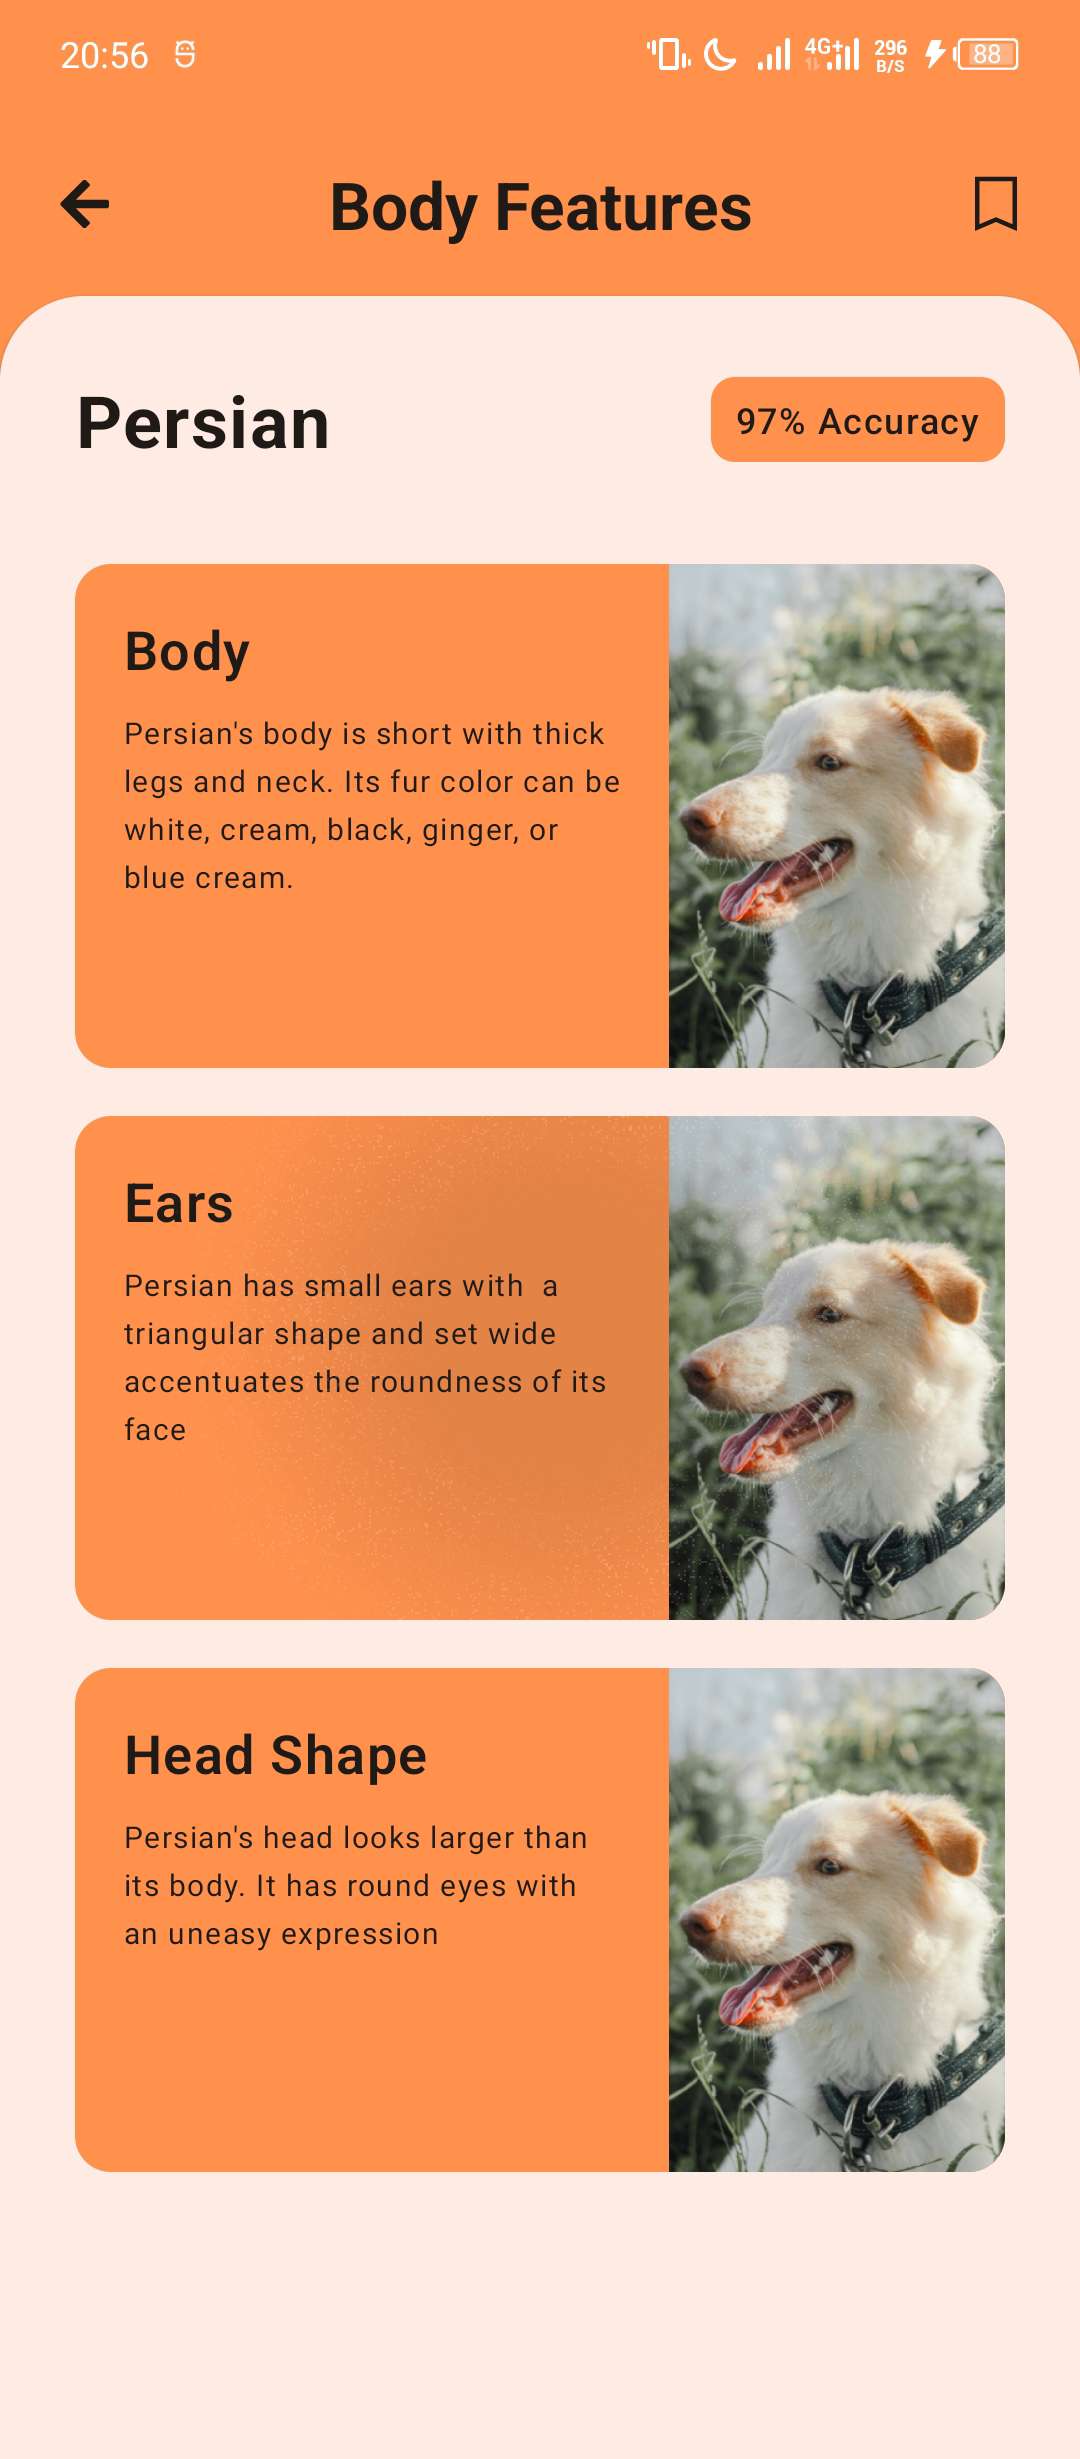 20:56
4G+
296
B/S
88
Body Features
Persian
97% Accuracy
Body
Persian's body is short with thick
legs and neck. Its fur color can be
white, cream, black, ginger, or
blue cream.
Ears
Persian has small ears with  a
triangular shape and set wide
accentuates the roundness of its
face
Head Shape
Persian's head looks larger than
its body. It has round eyes with
an uneasy expression